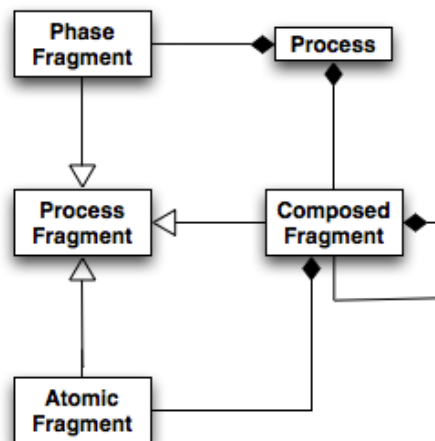 Phase
Fragment
Process
Process
Fragment
Composed
Fragment
Atomic
Fragment